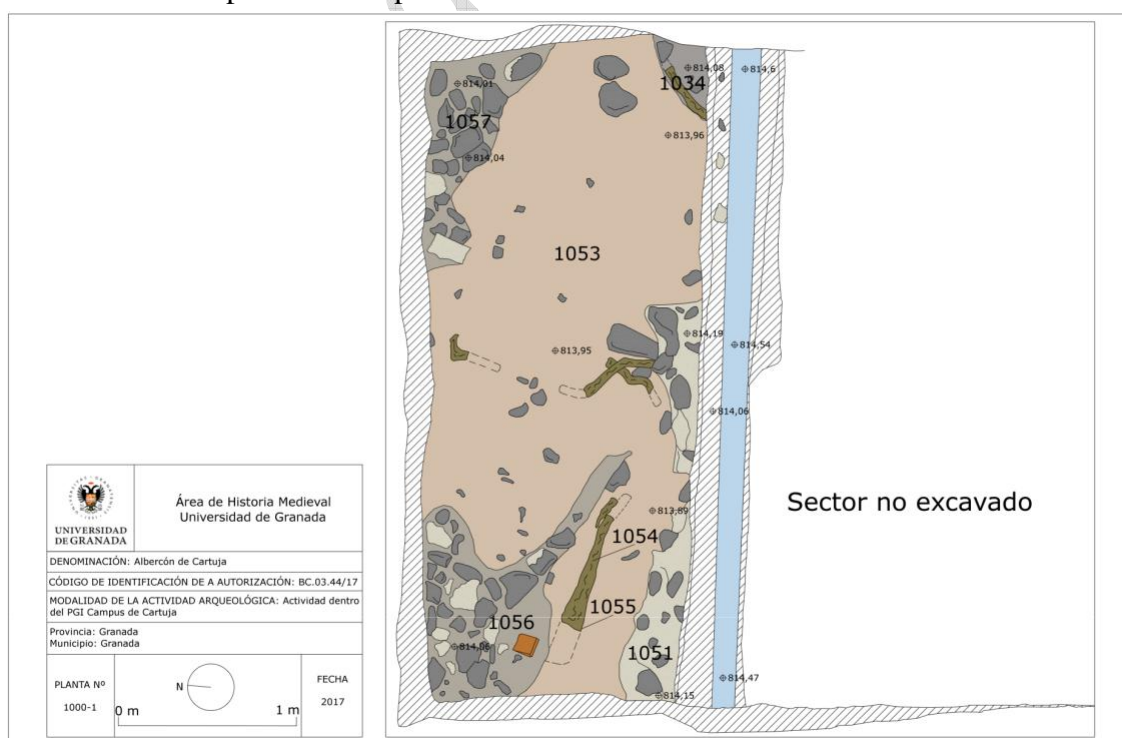 1034
814,08
814,6
814,01
1057
813,96
814,04
1053
814,19
813,95
814,54
814,06
Sector no excavado
813,89
1054
1055
1056
1051
814,06
814,47
814,15
UNIVERSIDAD
DE GRANADA
Área de Historia Medieval
Universidad de Granada
DENOMINACIÓN: Albercón de Cartuja
CÓDIGO DE IDENTIFICACIÓN DE A AUTORIZACIÓN: BC.03.44/17
MODALIDAD DE LA ACTIVIDAD ARQUEOLÓGICA: Actividad dentro
del PGI Campus de Cartuja
Provincia: Granada
Municipio: Granada
PLANTA Nº
1000-1
N
0 m
1 m
FECHA
2017